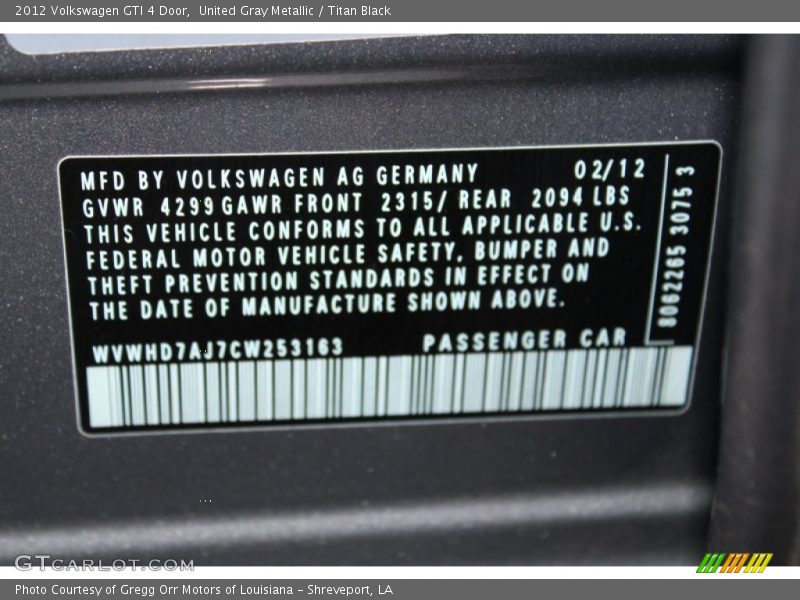 2012 Volkswagen GTI 4 Door,  United Gray Metallic / Titan Black
MFD BY VOLKSWAGEN AG GERMANY 02/12
GVWR 4299 GAWR FRONT 2315/ REAR 2094 LBS
THIS VEHICLE CONFORMS TO ALL APPLICABLE U.S.
FEDERAL MOTOR VEHICLE SAFETY, BUMPER AND
THEFT PREVENTION STANDARDS IN EFFECT ON
THE DATE OF MANUFACTURE SHOWN ABOVE.
WVWHD7AJ7CW253163 PASSENGER CAR
8062265 3075 3
GTCARLOT.COM
Photo Courtesy of Gregg Orr Motors of Louisiana – Shreveport, LA